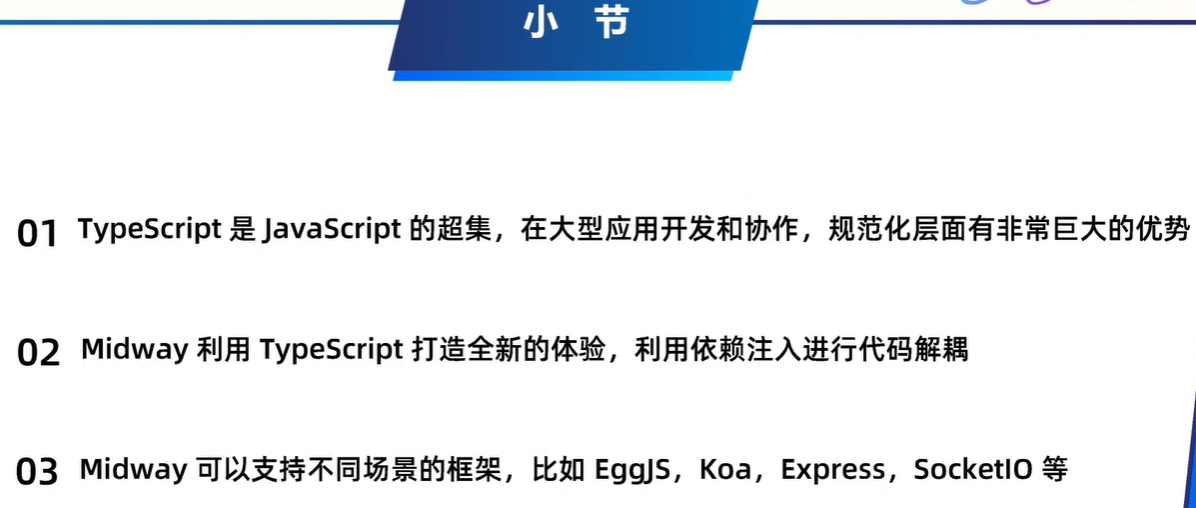 小 节
01 TypeScript 是 JavaScript 的超集，在大型应用开发和协作，规范化层面有非常巨大的优势
02 Midway 利用 TypeScript 打造全新的体验，利用依赖注入进行代码解耦
03 Midway 可以支持不同场景的框架，比如 EggJS，Koa，Express，SocketIO 等